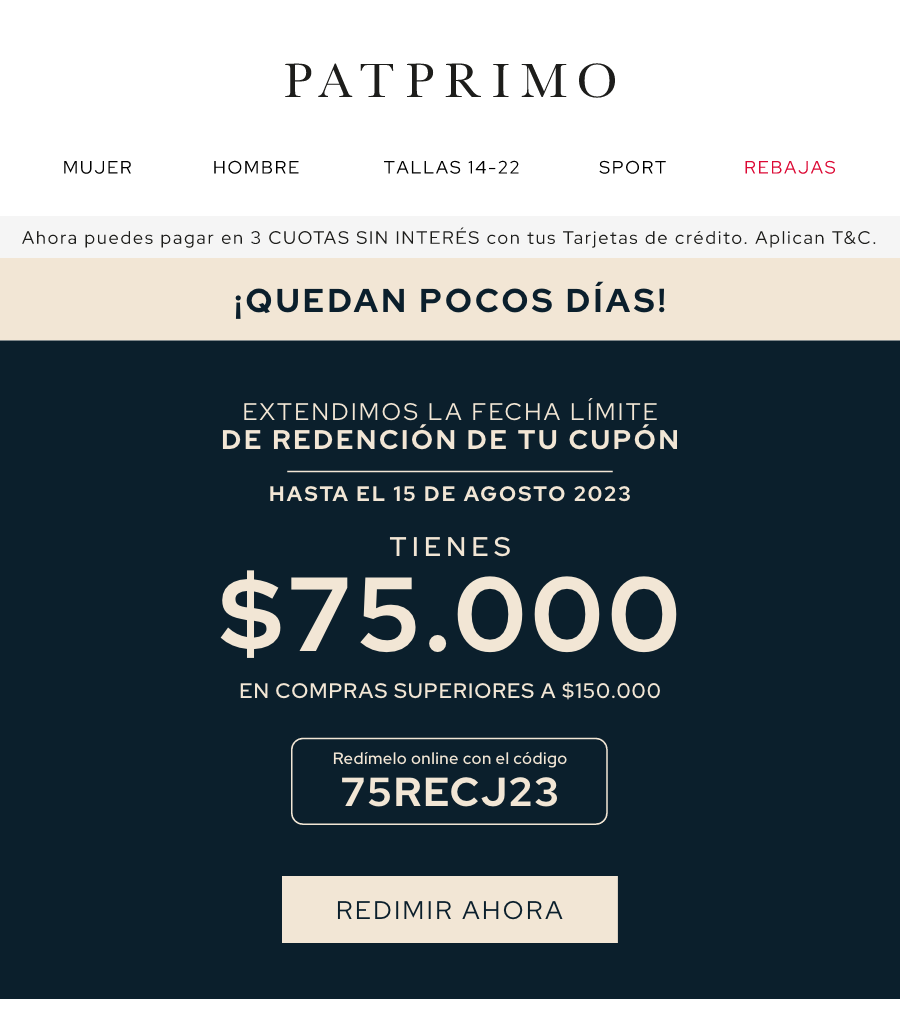 PATPRIMO
MUJER HOMBRE TALLAS 14-22 SPORT REBAJAS
Ahora puedes pagar en 3 CUOTAS SIN INTERÉS con tus Tarjetas de crédito. Aplican T&C.
¡QUEDAN POCOS DÍAS!
EXTENDIMOS LA FECHA LÍMITE
DE REDENCIÓN DE TU CUPÓN
HASTA EL 15 DE AGOSTO 2023
TIENES
$75.000
EN COMPRAS SUPERIORES A $150.000
Redímelo online con el código
75RECJ23
REDIMIR AHORA